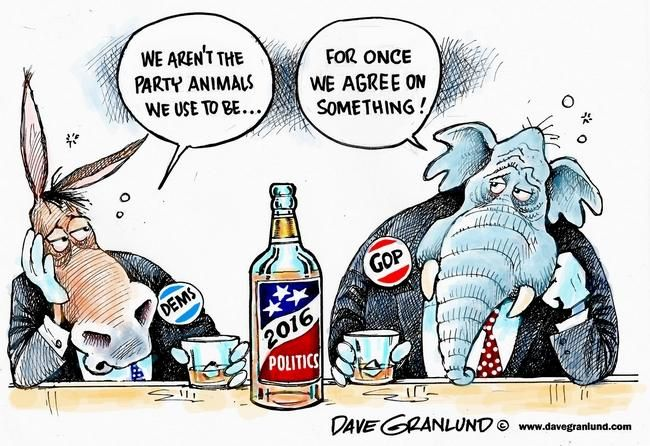 WE AREN'T THE
PARTY ANIMALS
WE USE TO BE...
FOR ONCE
WE AGREE ON
SOMETHING!
DEMS
GOP
2016
POLITICS
DAVE GRANLUND © www.davegranlund.com